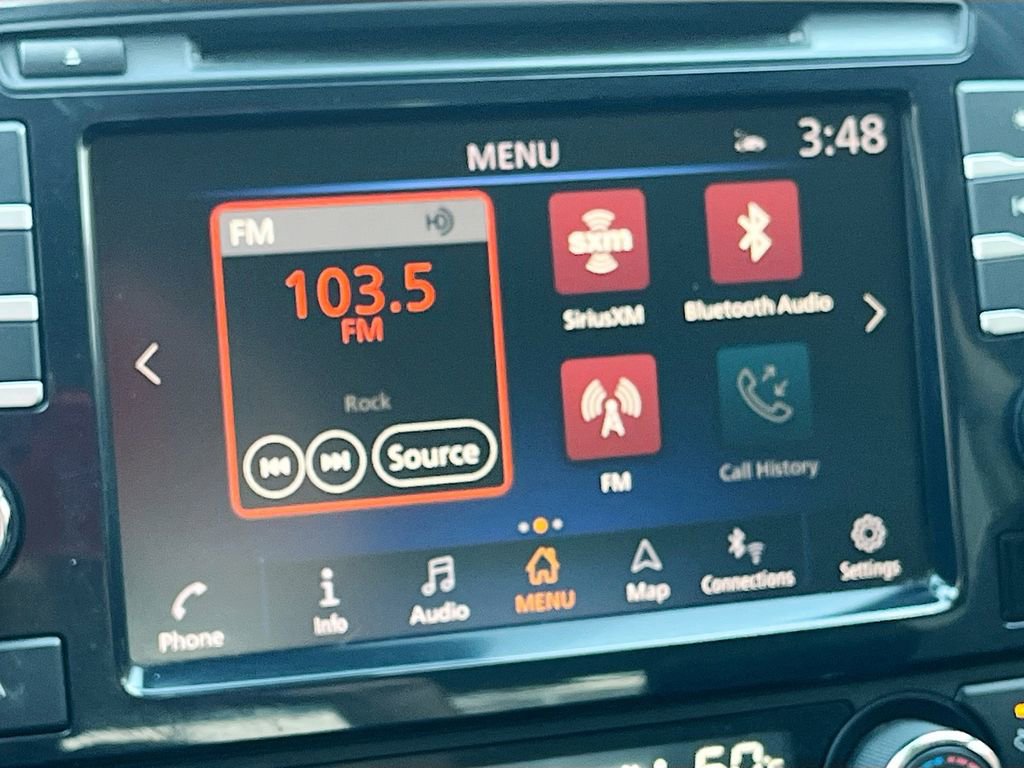 MENU
3:48
FM
HD
103.5
FM
Rock
Source
sxm
SiriusXM
Bluetooth Audio
FM
Call History
Phone
Info
Audio
MENU
Map
Connections
Settings